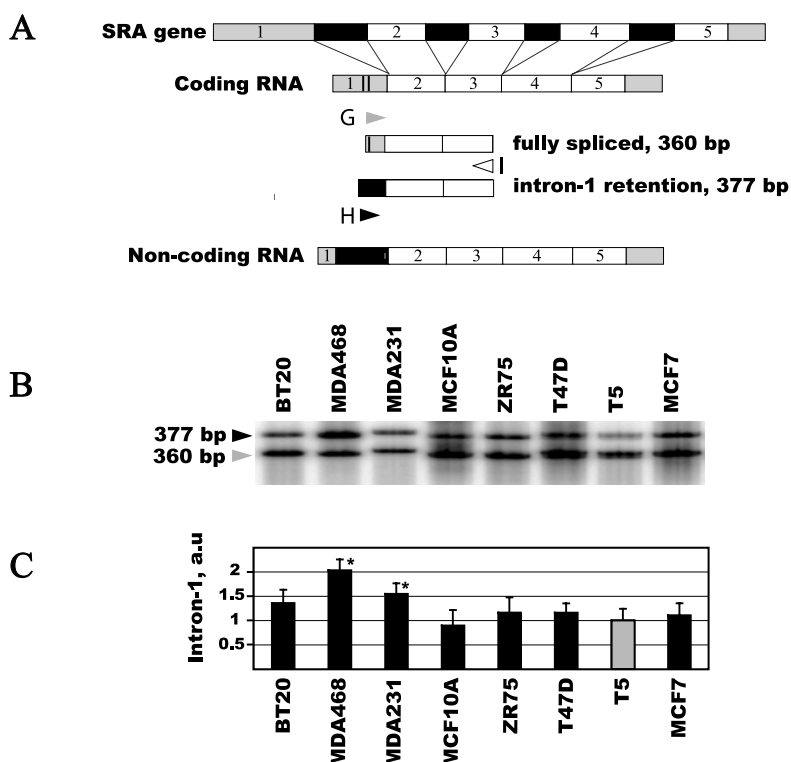 A
SRA gene 1 2 3 4 5
Coding RNA 1 2 3 4 5
G
fully spliced, 360 bp
I
intron-1 retention, 377 bp
H
Non-coding RNA 1 2 3 4 5
B
BT20 MDA468 MDA231 MCF10A ZR75 T47D T5 MCF7
377 bp
360 bp
C
Intron-1, a.u
2
1.5
1
0.5
* *
BT20 MDA468 MDA231 MCF10A ZR75 T47D T5 MCF7